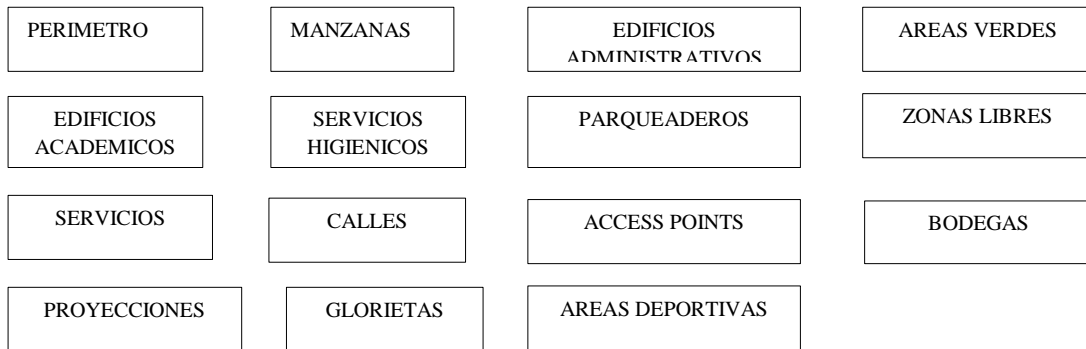 PERIMETRO
MANZANAS
EDIFICIOS
ADMINISTRATIVOS
AREAS VERDES
EDIFICIOS
ACADEMICOS
SERVICIOS
HIGIENICOS
PARQUEADEROS
ZONAS LIBRES
SERVICIOS
CALLES
ACCESS POINTS
BODEGAS
PROYECCIONES
GLORIETAS
AREAS DEPORTIVAS